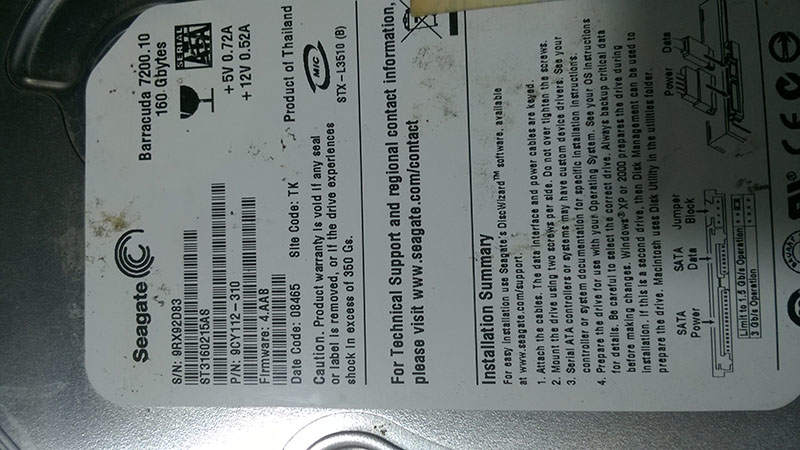 Seagate
Barracuda 7200.10
160 Gbytes
S/N: 9RX92D83
ST3160215AS
P/N: 9CY112-310
Firmware: 4.AAB
Date Code: 08465 Site Code: TK
SERIAL
ATA
+5V 0.72A
+12V 0.52A
Product of Thailand
MIC
STX-L3510 (B)
Caution. Product warranty is void if any seal
or label is removed, or if the drive experiences
shock in excess of 350 Gs.
For Technical Support and regional contact information,
please visit www.seagate.com/contact
Installation Summary
For easy installation use Seagate's DiscWizard™ software, available
at www.seagate.com/support.
1. Attach the cables. The data interface and power cables are keyed.
2. Mount the drive using two screws per side. Do not over tighten the screws.
3. Serial ATA controllers or systems may have custom device drivers. See your
controller or system documentation for specific installation instructions.
4. Prepare the drive for use with your Operating System. See your OS instructions
for details. Be careful to select the correct drive. Always backup critical data
before making changes. Windows® XP or 2000 prepares the drive during
installation. If this is a second drive, then Disk Management can be used to
prepare the drive. Macintosh uses Disk Utility in the utilities folder.
SATA
Power
SATA
Data
Jumper
Block
Power Data
Limit to 1.5 Gb/s Operation
3 Gb/s Operation